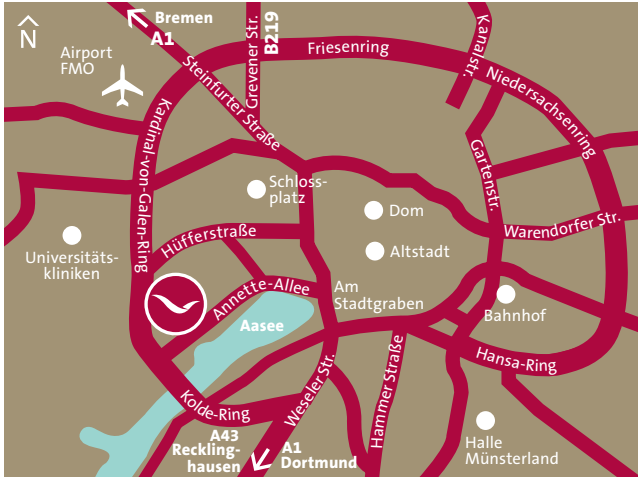 N
Bremen
A1
B219
Grevener Str.
Friesenring
Kanalstr.
Airport
FMO
Steinfurter Straße
Niedersachsenring
Kardinal-von-Galen-Ring
Gartenstr.
Schloss-
platz
Dom
Warendorfer Str.
Universitäts-
kliniken
Hüfferstraße
Altstadt
Annette-Allee
Am
Stadtgraben
Bahnhof
Aasee
Hansa-Ring
Kolde-Ring
Weseler Str.
Hammer Straße
A43
Reckling-
hausen
A1
Dortmund
Halle
Münsterland